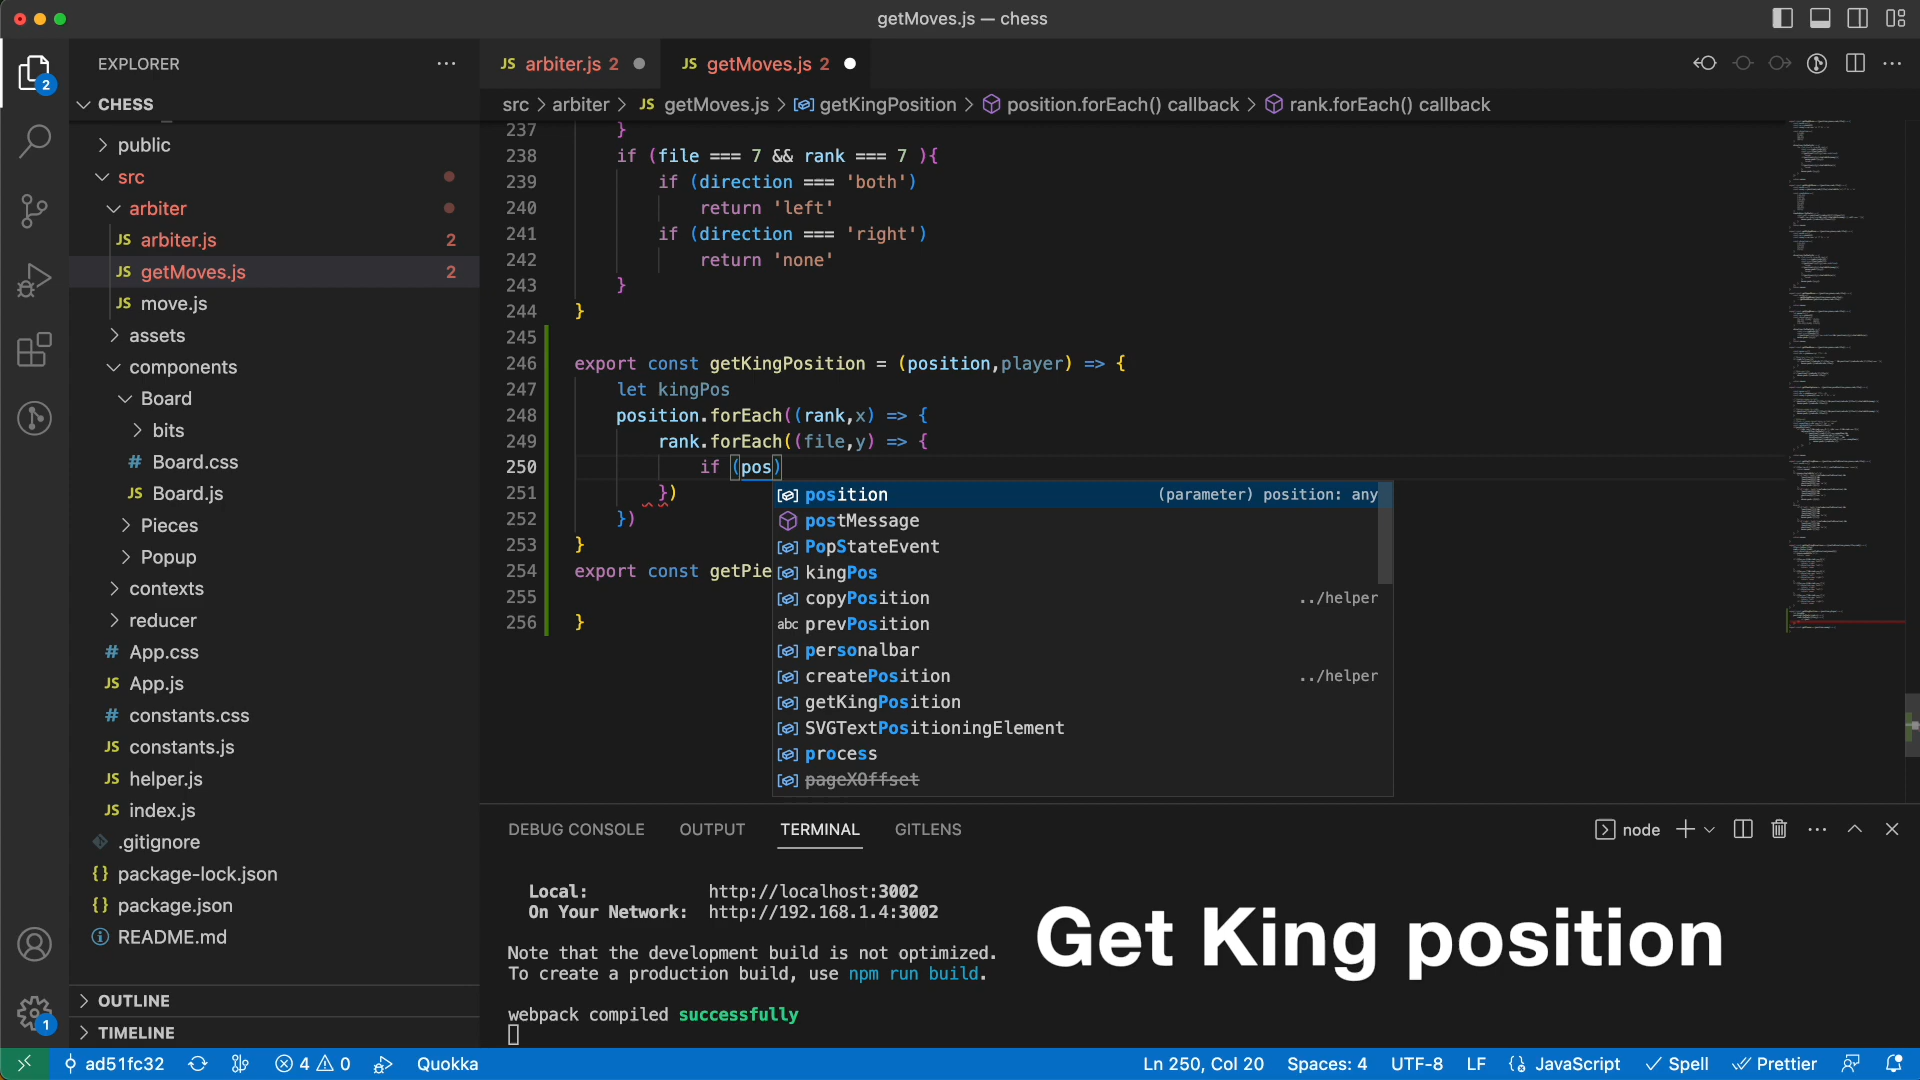 getMoves.js — chess
EXPLORER
CHESS
public
src
arbiter
JS arbiter.js 2
JS getMoves.js 2
JS move.js
assets
components
Board
bits
# Board.css
JS Board.js
Pieces
Popup
contexts
reducer
# App.css
JS App.js
# constants.css
JS constants.js
JS helper.js
JS index.js
.gitignore
{} package-lock.json
{} package.json
README.md
OUTLINE
TIMELINE
2
1
JS arbiter.js 2
JS getMoves.js 2
src > arbiter > JS getMoves.js > getKingPosition > position.forEach() callback > rank.forEach() callback
237 }
238 if (file === 7 && rank === 7 ){
239 if (direction === 'both')
240 return 'left'
241 if (direction === 'right')
242 return 'none'
243 }
244 }
245
246 export const getKingPosition = (position,player) => {
247 let kingPos
248 position.forEach((rank,x) => {
249 rank.forEach((file,y) => {
250 if (pos)
251 })
252 })
253 }
254 export const getPie
255
256 }
position (parameter) position: any
postMessage
PopStateEvent
kingPos
copyPosition ../helper
abc prevPosition
personalbar
createPosition ../helper
getKingPosition
SVGTextPositioningElement
process
pageXOffset
DEBUG CONSOLE OUTPUT TERMINAL GITLENS
node
Local: http://localhost:3002
On Your Network: http://192.168.1.4:3002
Note that the development build is not optimized.
To create a production build, use npm run build.
webpack compiled successfully
Get King position
ad51fc32 4 0 Quokka
Ln 250, Col 20 Spaces: 4 UTF-8 LF {} JavaScript Spell Prettier